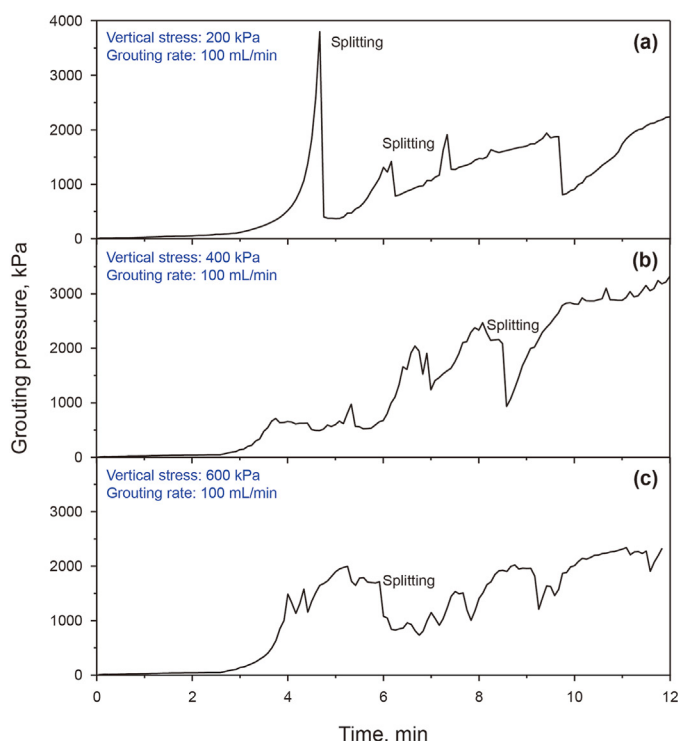 4000
Vertical stress: 200 kPa
Grouting rate: 100 mL/min
Splitting
(a)
3000
2000
Splitting
1000
0
Vertical stress: 400 kPa
Grouting rate: 100 mL/min
(b)
3000
Splitting
2000
1000
0
Grouting pressure, kPa
Vertical stress: 600 kPa
Grouting rate: 100 mL/min
(c)
3000
2000
Splitting
1000
0
0 2 4 6 8 10 12
Time, min